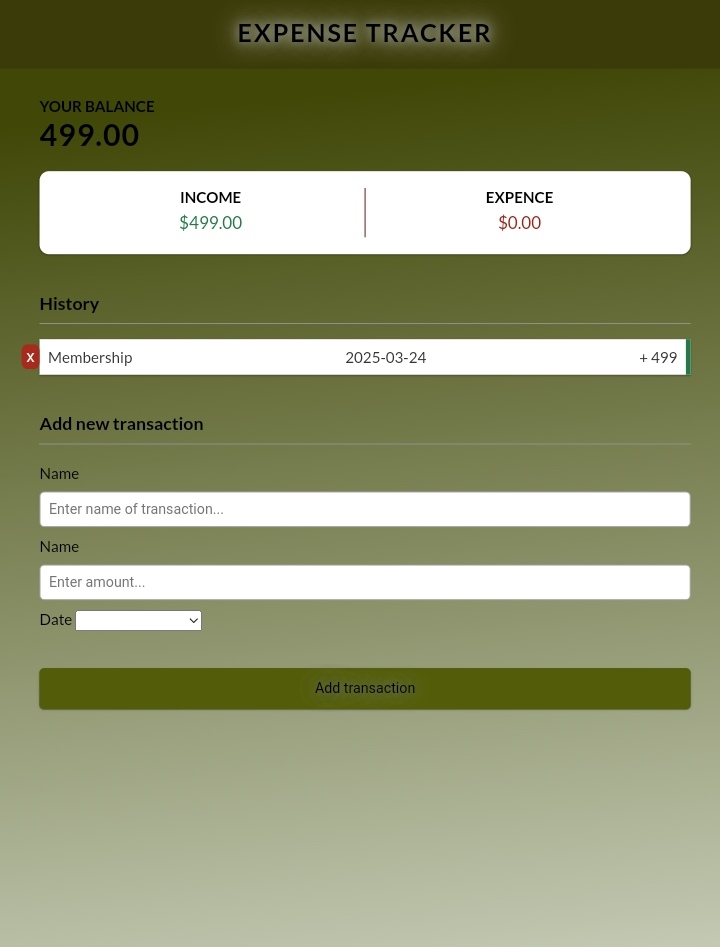 EXPENSE TRACKER
YOUR BALANCE
499.00
INCOME EXPENCE
$499.00 $0.00
History
X Membership 2025-03-24 + 499
Add new transaction
Name
Enter name of transaction...
Name
Enter amount...
Date
Add transaction